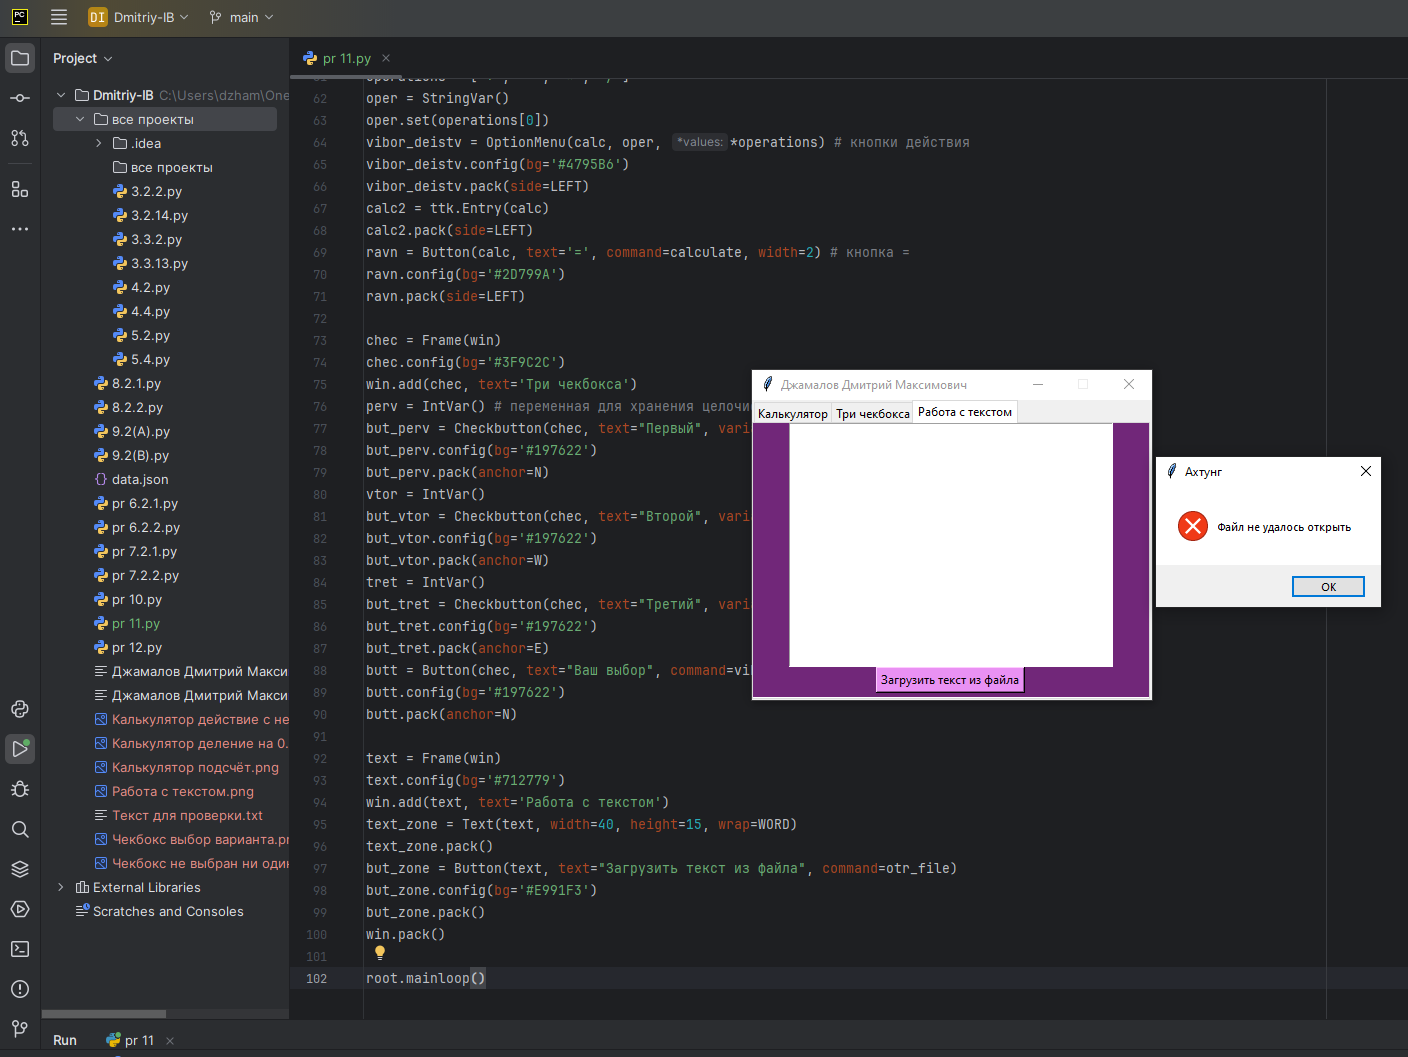 PC
DI Dmitriy-IB
main
Project
pr 11.py
Dmitriy-IB C:\Users\dzham\One
все проекты
.idea
все проекты
3.2.2.py
3.2.14.py
3.3.2.py
3.3.13.py
4.2.py
4.4.py
5.2.py
5.4.py
8.2.1.py
8.2.2.py
9.2(A).py
9.2(B).py
data.json
pr 6.2.1.py
pr 6.2.2.py
pr 7.2.1.py
pr 7.2.2.py
pr 10.py
pr 11.py
pr 12.py
Джамалов Дмитрий Макси
Джамалов Дмитрий Макси
Калькулятор действие с не
Калькулятор деление на 0.
Калькулятор подсчёт.png
Работа с текстом.png
Текст для проверки.txt
Чекбокс выбор варианта.pr
Чекбокс не выбран ни один
External Libraries
Scratches and Consoles
62 oper = StringVar()
63 oper.set(operations[0])
64 vibor_deistv = OptionMenu(calc, oper, *values: *operations) # кнопки действия
65 vibor_deistv.config(bg='#4795B6')
66 vibor_deistv.pack(side=LEFT)
67 calc2 = ttk.Entry(calc)
68 calc2.pack(side=LEFT)
69 ravn = Button(calc, text='=', command=calculate, width=2) # кнопка =
70 ravn.config(bg='#2D799A')
71 ravn.pack(side=LEFT)
72
73 chec = Frame(win)
74 chec.config(bg='#3F9C2C')
75 win.add(chec, text='Три чекбокса')
76 perv = IntVar() # переменная для хранения целочи
77 but_perv = Checkbutton(chec, text="Первый", vari
78 but_perv.config(bg='#197622')
79 but_perv.pack(anchor=N)
80 vtor = IntVar()
81 but_vtor = Checkbutton(chec, text="Второй", vari
82 but_vtor.config(bg='#197622')
83 but_vtor.pack(anchor=W)
84 tret = IntVar()
85 but_tret = Checkbutton(chec, text="Третий", vari
86 but_tret.config(bg='#197622')
87 but_tret.pack(anchor=E)
88 butt = Button(chec, text="Ваш выбор", command=vi
89 butt.config(bg='#197622')
90 butt.pack(anchor=N)
91
92 text = Frame(win)
93 text.config(bg='#712779')
94 win.add(text, text='Работа с текстом')
95 text_zone = Text(text, width=40, height=15, wrap=WORD)
96 text_zone.pack()
97 but_zone = Button(text, text="Загрузить текст из файла", command=otr_file)
98 but_zone.config(bg='#E991F3')
99 but_zone.pack()
100 win.pack()
101
102 root.mainloop()
Джамалов Дмитрий Максимович
Калькулятор Три чекбокса Работа с текстом
Загрузить текст из файла
Ахтунг
Файл не удалось открыть
OK
Run pr 11